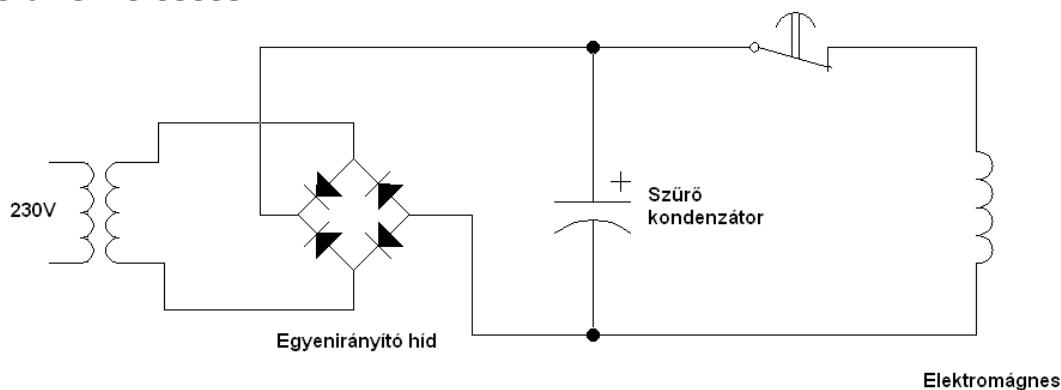 230V
+
Szűrő
kondenzátor
Egyenirányító híd
Elektromágnes